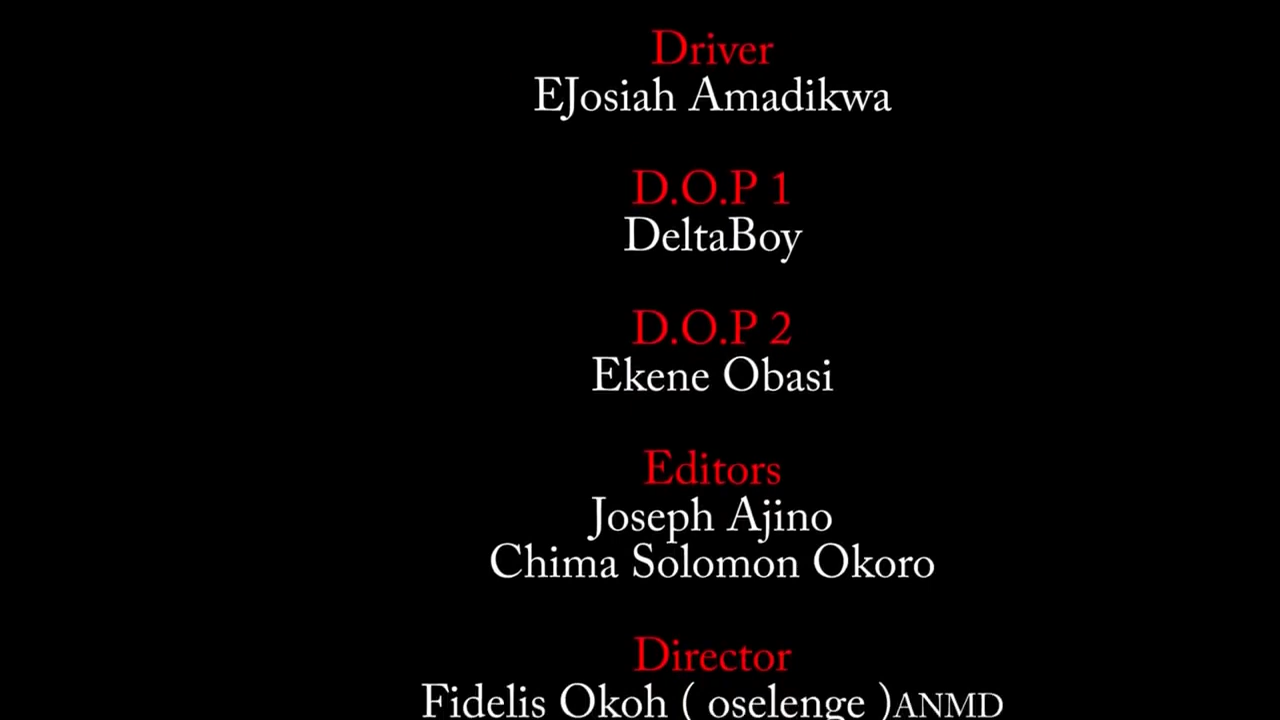 Driver
EJosiah Amadikwa
D.O.P 1
DeltaBoy
D.O.P 2
Ekene Obasi
Editors
Joseph Ajino
Chima Solomon Okoro
Director
Fidelis Okoh ( oselenge )ANMD